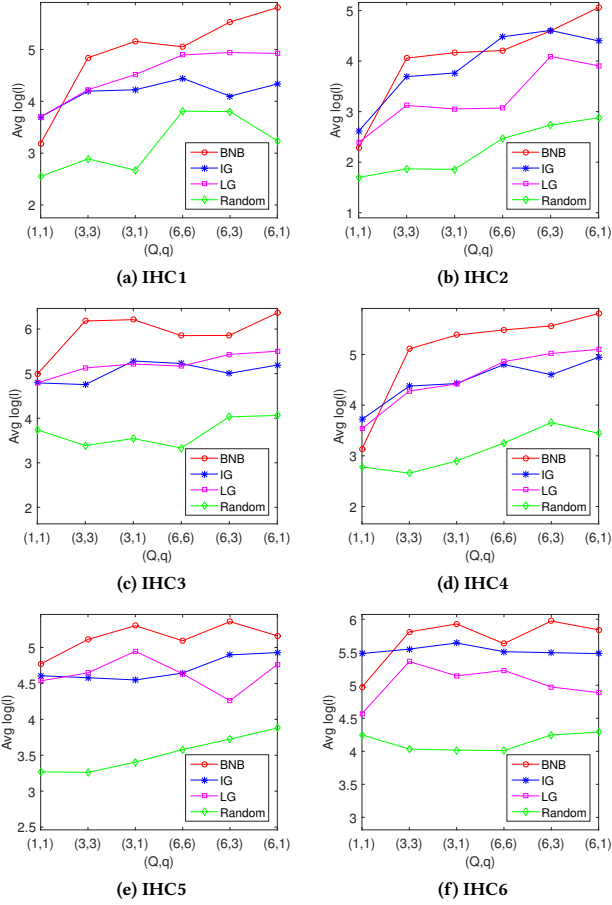 Avg log(l)
5
4
3
2
BNB
IG
LG
Random
(1,1) (3,3) (3,1) (6,6) (6,3) (6,1)
(Q,q)
(a) IHC1
Avg log(l)
5
4
3
2
1
BNB
IG
LG
Random
(1,1) (3,3) (3,1) (6,6) (6,3) (6,1)
(Q,q)
(b) IHC2
Avg log(l)
6
5
4
3
2
BNB
IG
LG
Random
(1,1) (3,3) (3,1) (6,6) (6,3) (6,1)
(Q,q)
(c) IHC3
Avg log(l)
5
4
3
2
BNB
IG
LG
Random
(1,1) (3,3) (3,1) (6,6) (6,3) (6,1)
(Q,q)
(d) IHC4
Avg log(l)
5
4.5
4
3.5
3
2.5
BNB
IG
LG
Random
(1,1) (3,3) (3,1) (6,6) (6,3) (6,1)
(Q,q)
(e) IHC5
Avg log(l)
6
5.5
5
4.5
4
3.5
3
BNB
IG
LG
Random
(1,1) (3,3) (3,1) (6,6) (6,3) (6,1)
(Q,q)
(f) IHC6